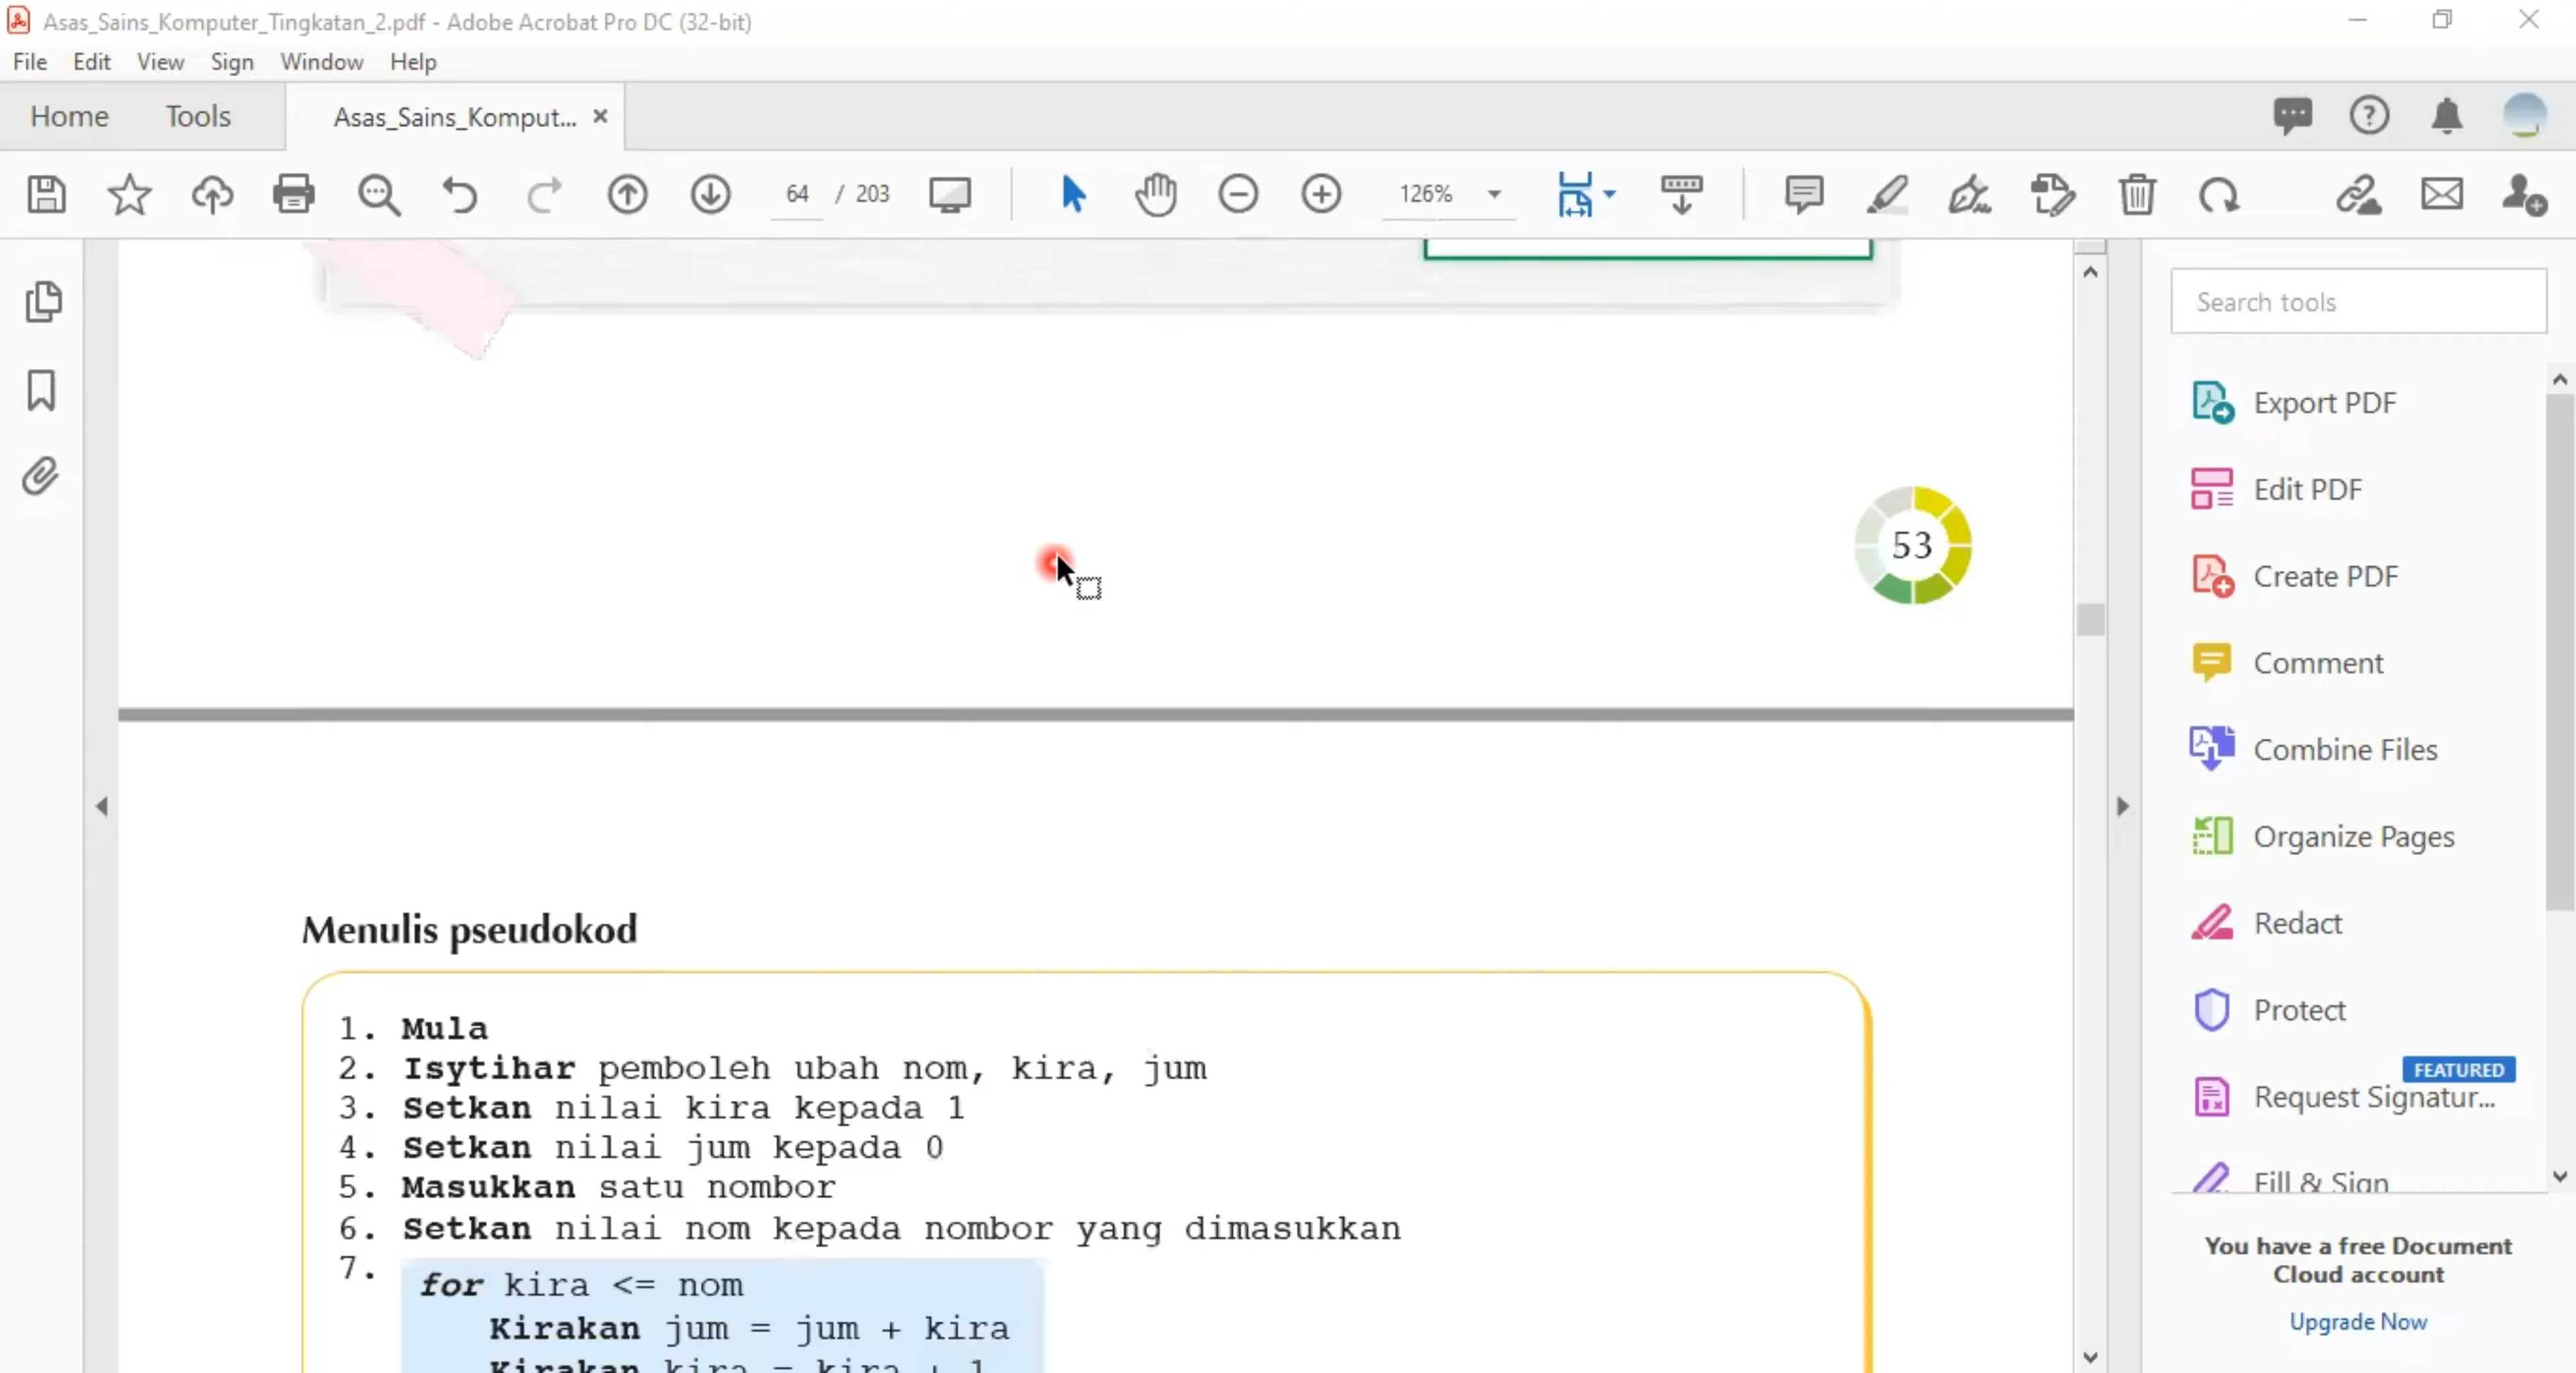 Asas_Sains_Komputer_Tingkatan_2.pdf - Adobe Acrobat Pro DC (32-bit)
File Edit View Sign Window Help
Home Tools Asas_Sains_Komput... ×
64 / 203 126%
Search tools
Export PDF
Edit PDF
Create PDF
Comment
Combine Files
Organize Pages
Redact
Protect
FEATURED
Request Signatur...
Fill & Sign
You have a free Document
Cloud account
Upgrade Now
53
Menulis pseudokod
1. Mula
2. Isytihar pemboleh ubah nom, kira, jum
3. Setkan nilai kira kepada 1
4. Setkan nilai jum kepada 0
5. Masukkan satu nombor
6. Setkan nilai nom kepada nombor yang dimasukkan
7. for kira <= nom
Kirakan jum = jum + kira
Kirakan kira = kira + 1